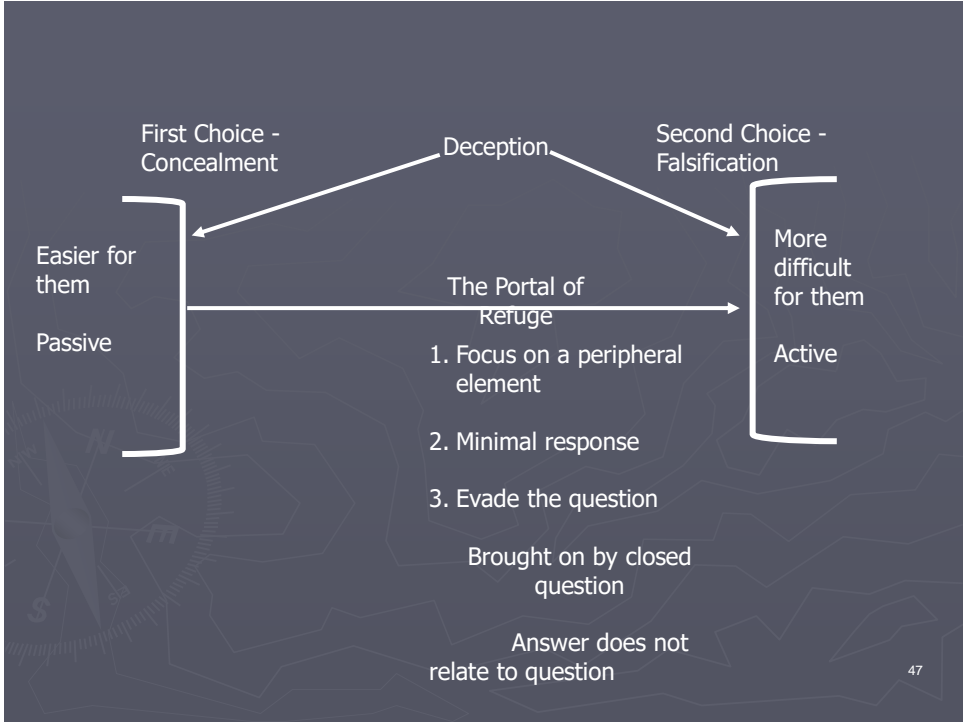 First Choice -
Concealment
Deception
Second Choice -
Falsification
Easier for
them
Passive
The Portal of
Refuge
1. Focus on a peripheral
element
2. Minimal response
3. Evade the question
Brought on by closed
question
Answer does not
relate to question
More
difficult
for them
Active
N
E
S
47